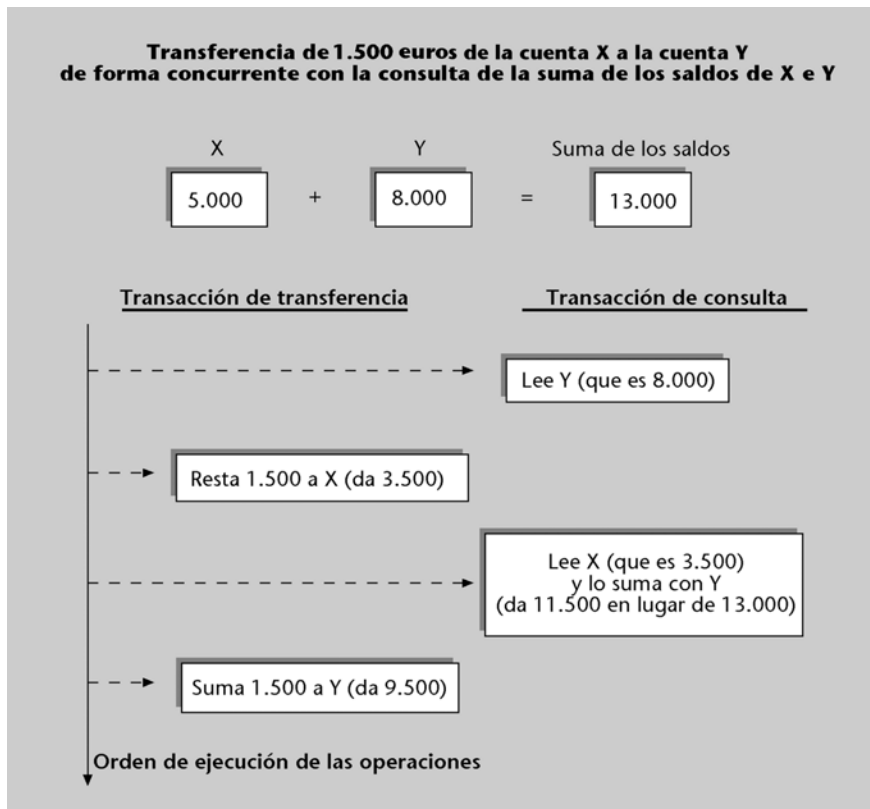 Transferencia de 1.500 euros de la cuenta X a la cuenta Y
de forma concurrente con la consulta de la suma de los saldos de X e Y
X Y Suma de los saldos
5.000 + 8.000 = 13.000
Transacción de transferencia Transacción de consulta
Lee Y (que es 8.000)
Resta 1.500 a X (da 3.500)
Lee X (que es 3.500)
y lo suma con Y
(da 11.500 en lugar de 13.000)
Suma 1.500 a Y (da 9.500)
Orden de ejecución de las operaciones